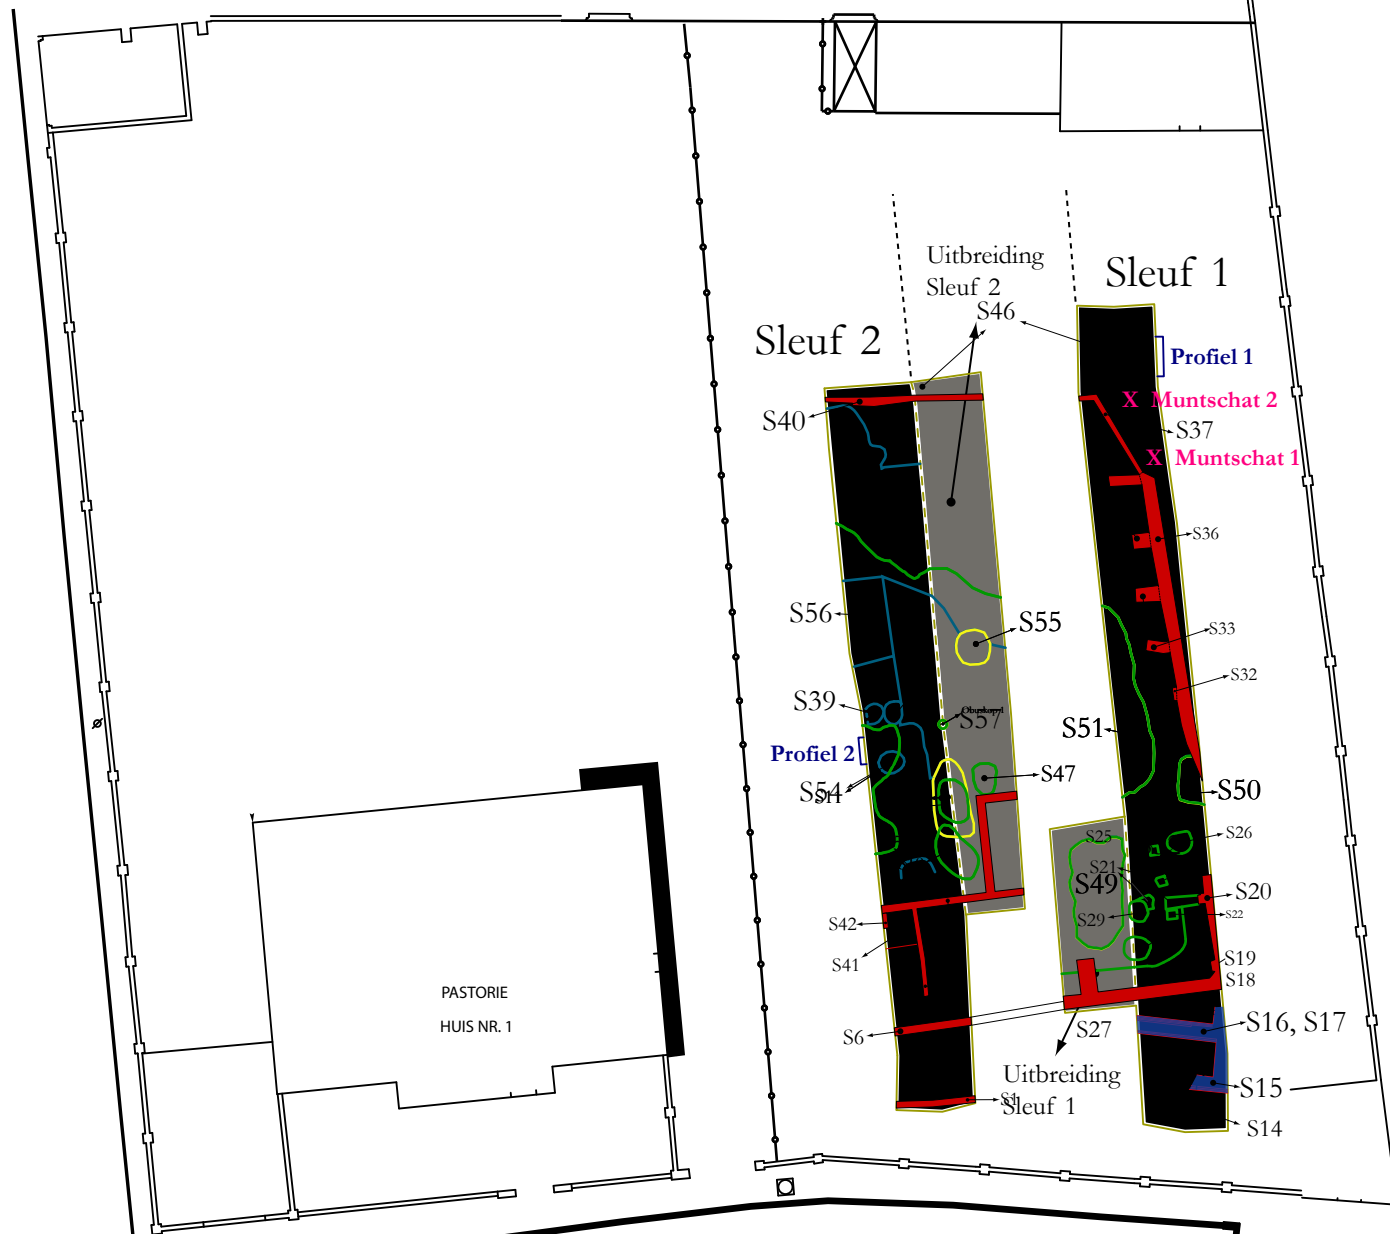 Uitbreiding
Sleuf 2
S46
Sleuf 1
Sleuf 2
Profiel 1
X Muntschat 2
S40
S37
X Muntschat 1
S36
S56
S55
S33
S32
S39
S57
S51
Profiel 2
S47
S54
S50
S25
S26
S21
S49
S20
S29
S22
S42
S41
S19
S18
PASTORIE
HUIS NR. 1
S6
S27
S16, S17
Uitbreiding
Sleuf 1
S15
S1
S14